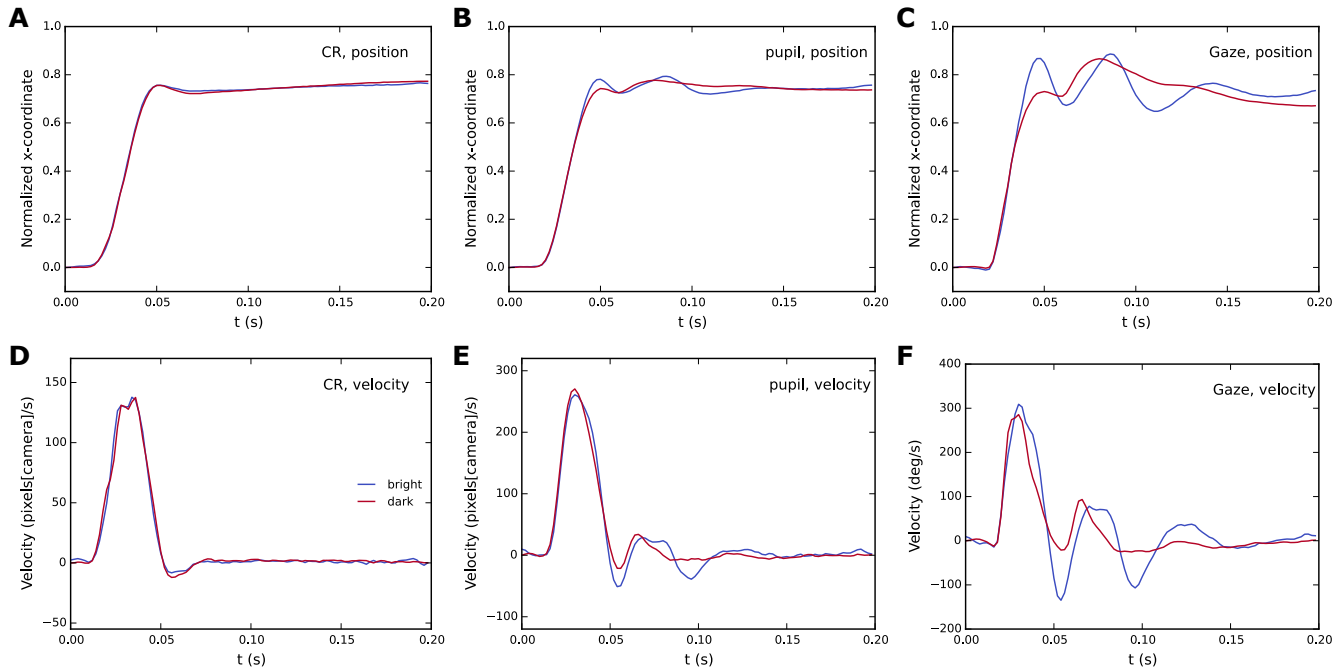 A
CR, position
Normalized x-coordinate
1.0
0.8
0.6
0.4
0.2
0.0
0.00 0.05 0.10 0.15 0.20
t (s)
B
pupil, position
Normalized x-coordinate
1.0
0.8
0.6
0.4
0.2
0.0
0.00 0.05 0.10 0.15 0.20
t (s)
C
Gaze, position
Normalized x-coordinate
1.0
0.8
0.6
0.4
0.2
0.0
0.00 0.05 0.10 0.15 0.20
t (s)
D
CR, velocity
Velocity (pixels[camera]/s)
150
100
50
0
−50
bright
dark
0.00 0.05 0.10 0.15 0.20
t (s)
E
pupil, velocity
Velocity (pixels[camera]/s)
300
200
100
0
−100
0.00 0.05 0.10 0.15 0.20
t (s)
F
Gaze, velocity
Velocity (deg/s)
400
300
200
100
0
−100
−200
0.00 0.05 0.10 0.15 0.20
t (s)